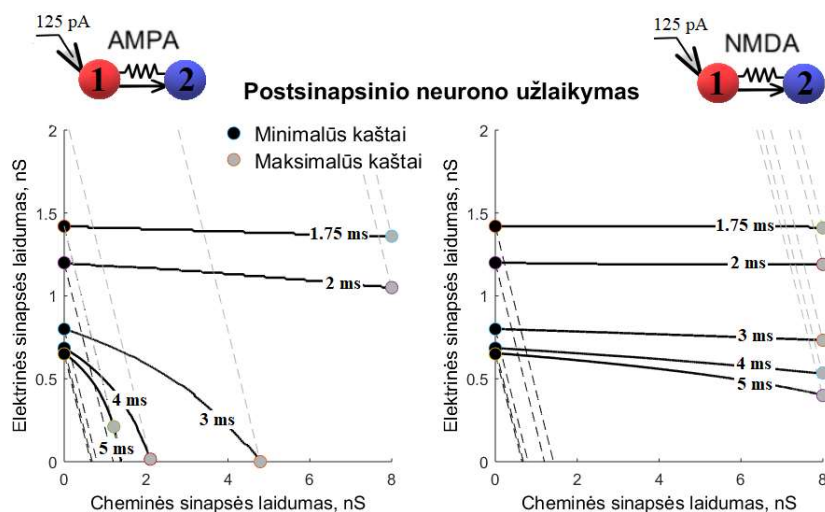 125 pA
AMPA
1
2
125 pA
NMDA
1
2
Postsinapsinio neurono užlaikymas
Minimalūs kaštai
Maksimalūs kaštai
Elektrinės sinapsės laidumas, nS
2
1.5
1
0.5
0
1.75 ms
2 ms
3 ms
4 ms
5 ms
0
2
4
6
8
Cheminės sinapsės laidumas, nS
Elektrinės sinapsės laidumas, nS
2
1.5
1
0.5
0
1.75 ms
2 ms
3 ms
4 ms
5 ms
0
2
4
6
8
Cheminės sinapsės laidumas, nS